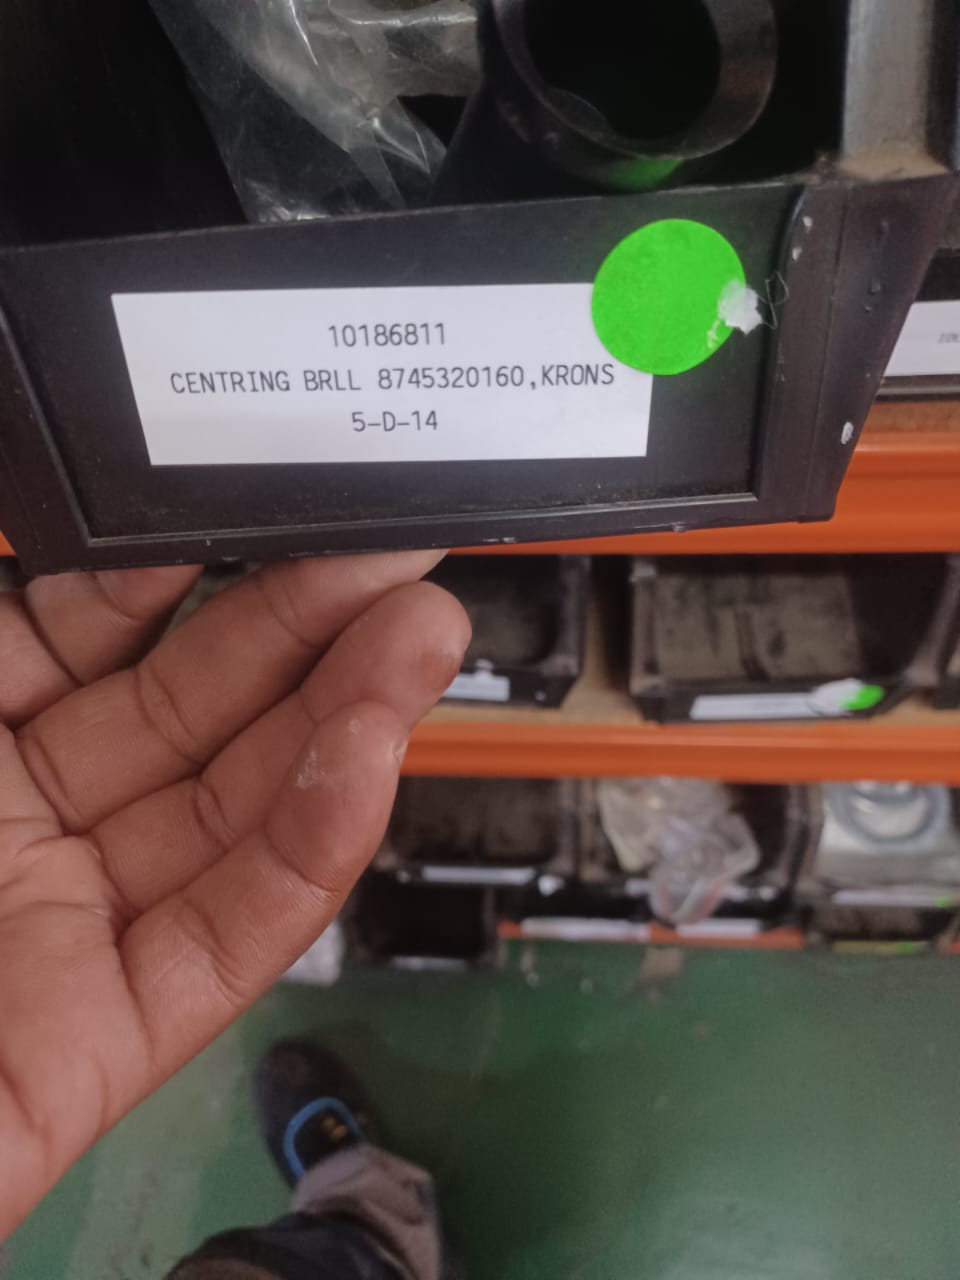 10186811
CENTRING BRLL 8745320160,KRONS
5-D-14